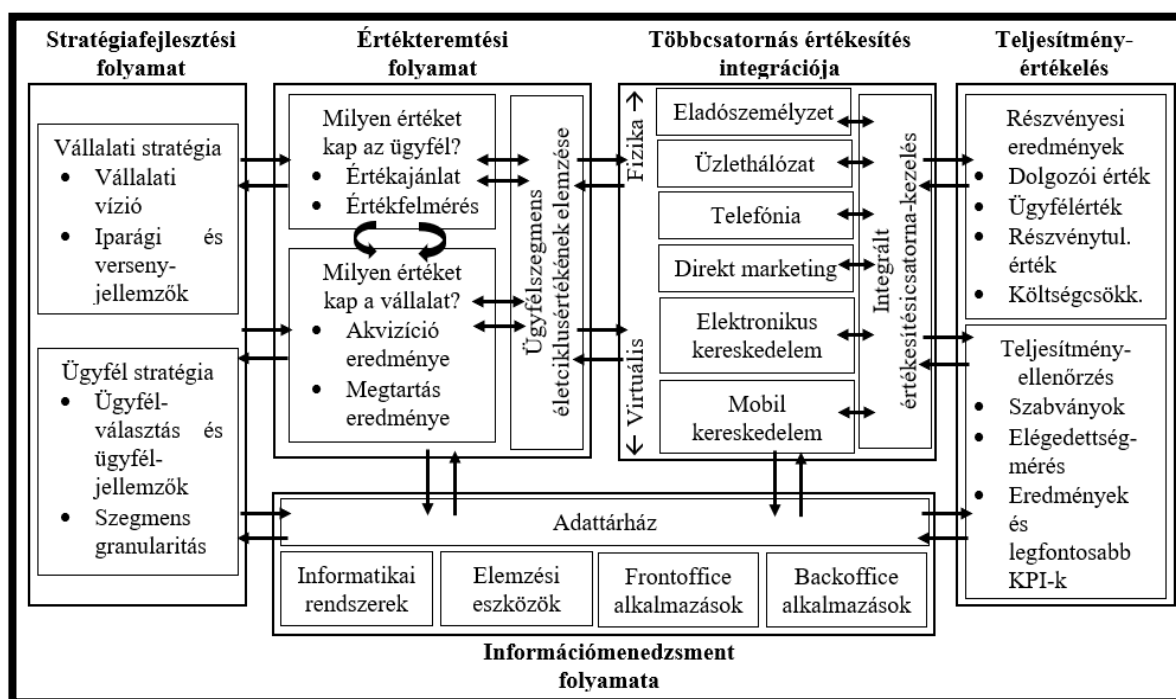 Stratégiafejlesztési
folyamat
Vállalati stratégia
• Vállalati
vízió
• Iparági és
verseny-
jellemzők
Ügyfél stratégia
• Ügyfél-
választás és
ügyfél-
jellemzők
• Szegmens
granularitás
Értékteremtési
folyamat
Milyen értéket
kap az ügyfél?
• Értékajánlat
• Értékfelmérés
Milyen értéket
kap a vállalat?
• Akvizíció
eredménye
• Megtartás
eredménye
Ügyfélszegmens
életciklusértékének elemzése
Többcsatornás értékesítés
integrációja
← Virtuális
Fizika →
Eladószemélyzet
Üzlethálózat
Telefónia
Direkt marketing
Elektronikus
kereskedelem
Mobil
kereskedelem
Integrált
értékesítésicsatorna-kezelés
Teljesítmény-
értékelés
Részvényesi
eredmények
• Dolgozói érték
• Ügyfélérték
• Részvénytul.
érték
• Költségcsökk.
Teljesítmény-
ellenőrzés
• Szabványok
• Elégedettség-
mérés
• Eredmények
és
legfontosabb
KPI-k
Adattárház
Informatikai
rendszerek
Elemzési
eszközök
Frontoffice
alkalmazások
Backoffice
alkalmazások
Információmenedzsment
folyamata